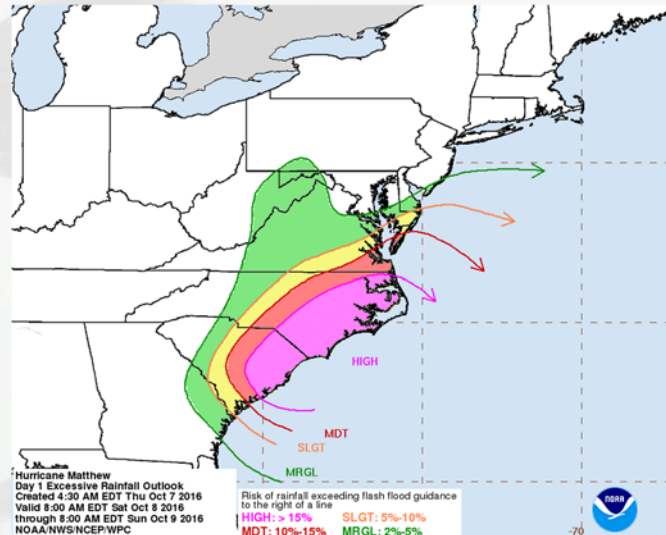 HIGH
MDT
SLGT
MRGL
Hurricane Matthew
Day 1 Excessive Rainfall Outlook
Created 4:30 AM EDT Thu Oct 7 2016
Valid 8:00 AM EDT Sat Oct 8 2016
through 8:00 AM EDT Sun Oct 9 2016
NOAA/NWS/NCEP/WPC
Risk of rainfall exceeding flash flood guidance
to the right of a line
HIGH: > 15% SLGT: 5%-10%
MDT: 10%-15% MRGL: 2%-5%
-70
NOAA